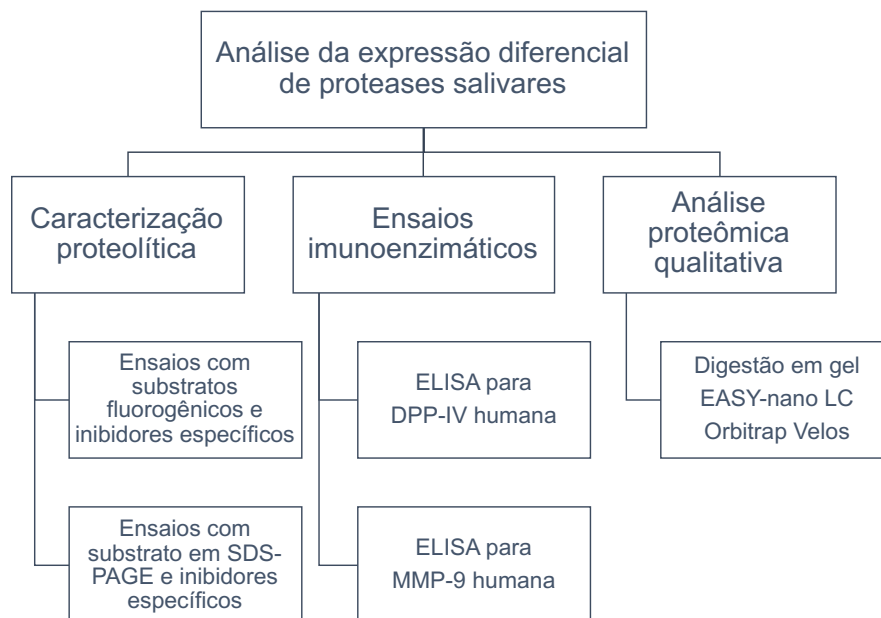 Análise da expressão diferencial
de proteases salivares
Caracterização
proteolítica
Ensaios com
substratos
fluorogênicos e
inibidores específicos
Ensaios com
substrato em SDS-
PAGE e inibidores
específicos
Ensaios
imunoenzimáticos
ELISA para
DPP-IV humana
ELISA para
MMP-9 humana
Análise
proteômica
qualitativa
Digestão em gel
EASY-nano LC
Orbitrap Velos